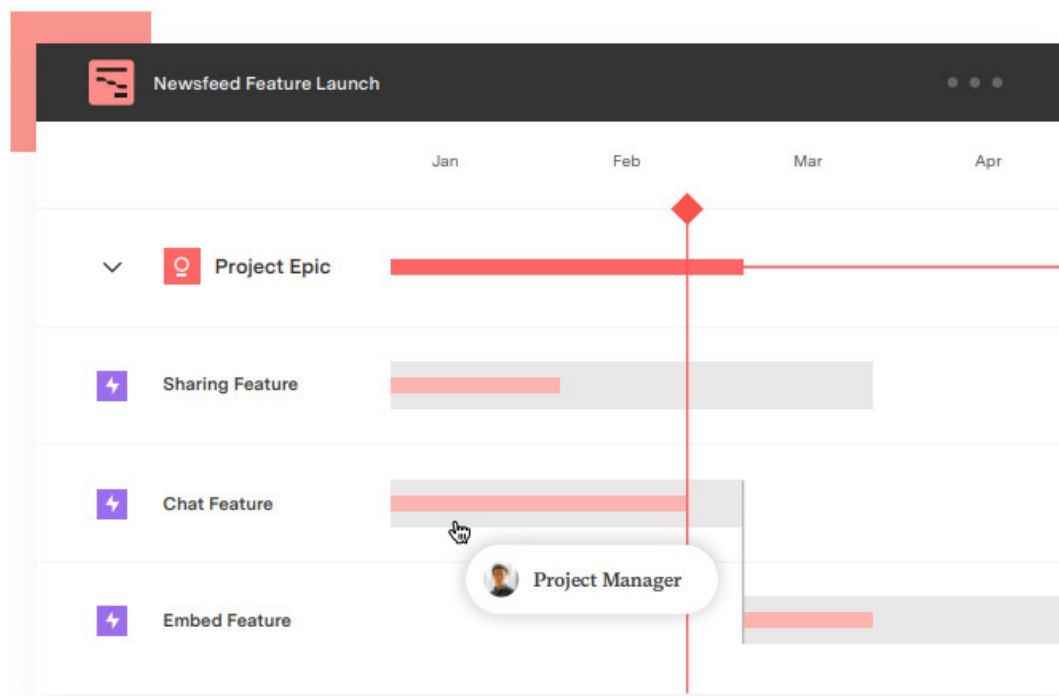 Newsfeed Feature Launch
Jan Feb Mar Apr
Project Epic
Sharing Feature
Chat Feature
Project Manager
Embed Feature